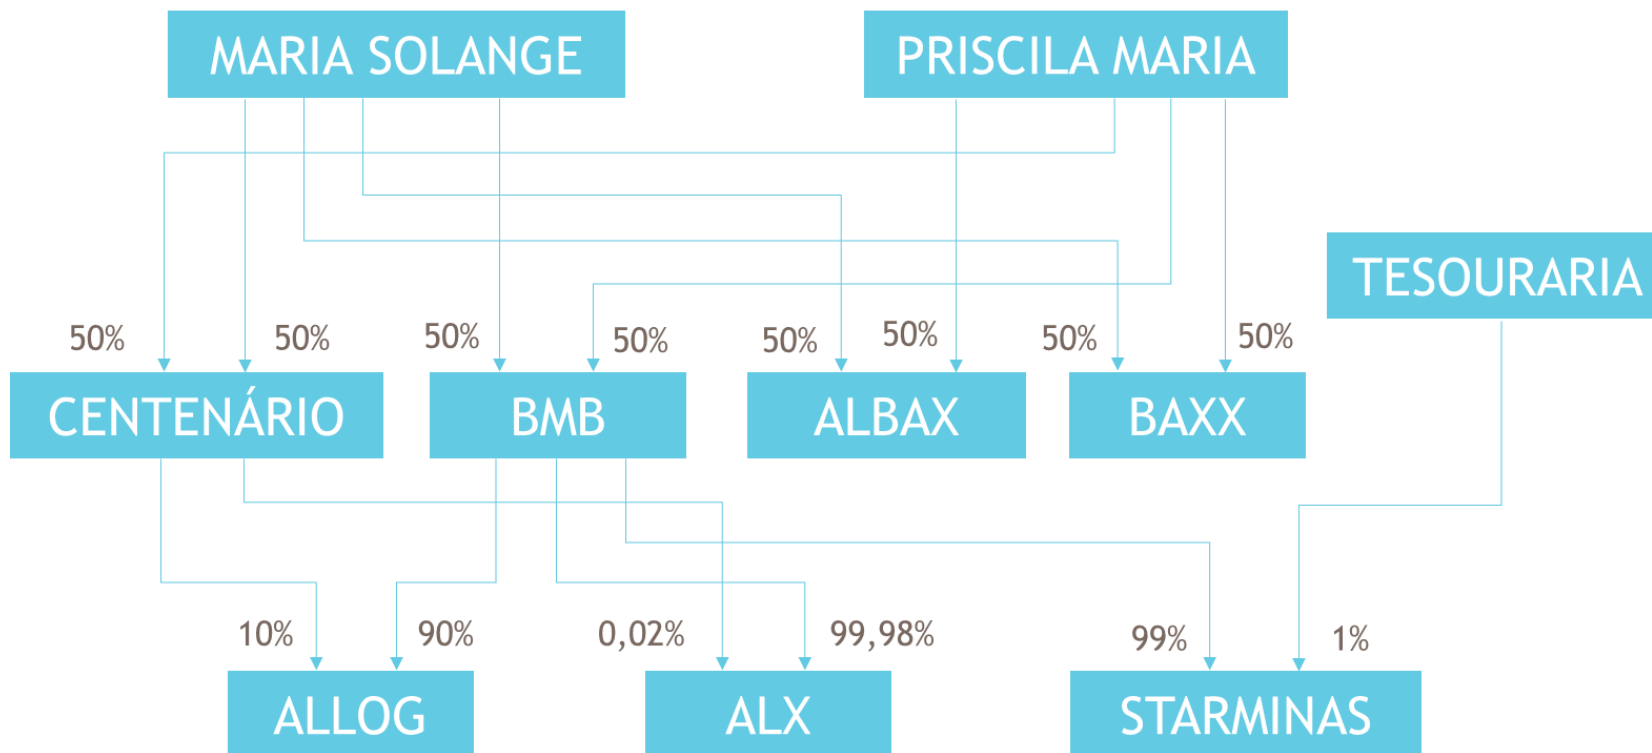 MARIA SOLANGE
PRISCILA MARIA
TESOURARIA
50%
50%
50%
50%
50%
50%
50%
50%
CENTENÁRIO
BMB
ALBAX
BAXX
10%
90%
0,02%
99,98%
99%
1%
ALLOG
ALX
STARMINAS